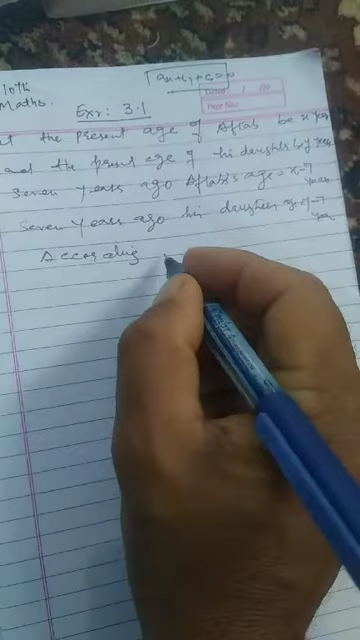 10th
Maths.
Exr: 3.1
Page No.
at the Present age of Aftab be x years
and the present age of his daughter be y years
Seven years ago Aftab's age = x-7 years
Seven years ago his daughter age y-7 years
According